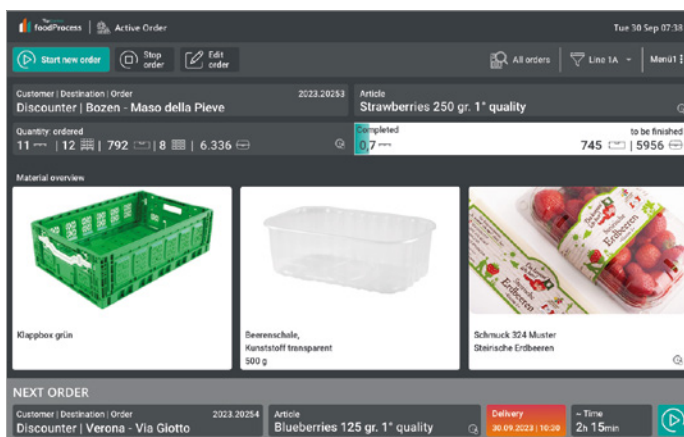 foodProcess | Active Order
Tue 30 Sep 07:38
Start new order
Stop order
Edit order
All orders
Line 1A
Menü1
Customer | Destination | Order
2023.20253
Discounter | Bozen - Maso della Pieve
Article
Strawberries 250 gr. 1° quality
Quantity: ordered
11 | 12 | 792 | 8 | 6.336
Completed
0,7
to be finished
745 | 5956
Material overview
Klappbox grün
Beerenschale,
Kunststoff transparent
500 g
Steirische
Erdbeeren
Schmuck 324 Muster
Steirische Erdbeeren
NEXT ORDER
Customer | Destination | Order
2023.20254
Discounter | Verona - Via Giotto
Article
Blueberries 125 gr. 1° quality
Delivery
30.09.2023 | 10:30
~ Time
2h 15min